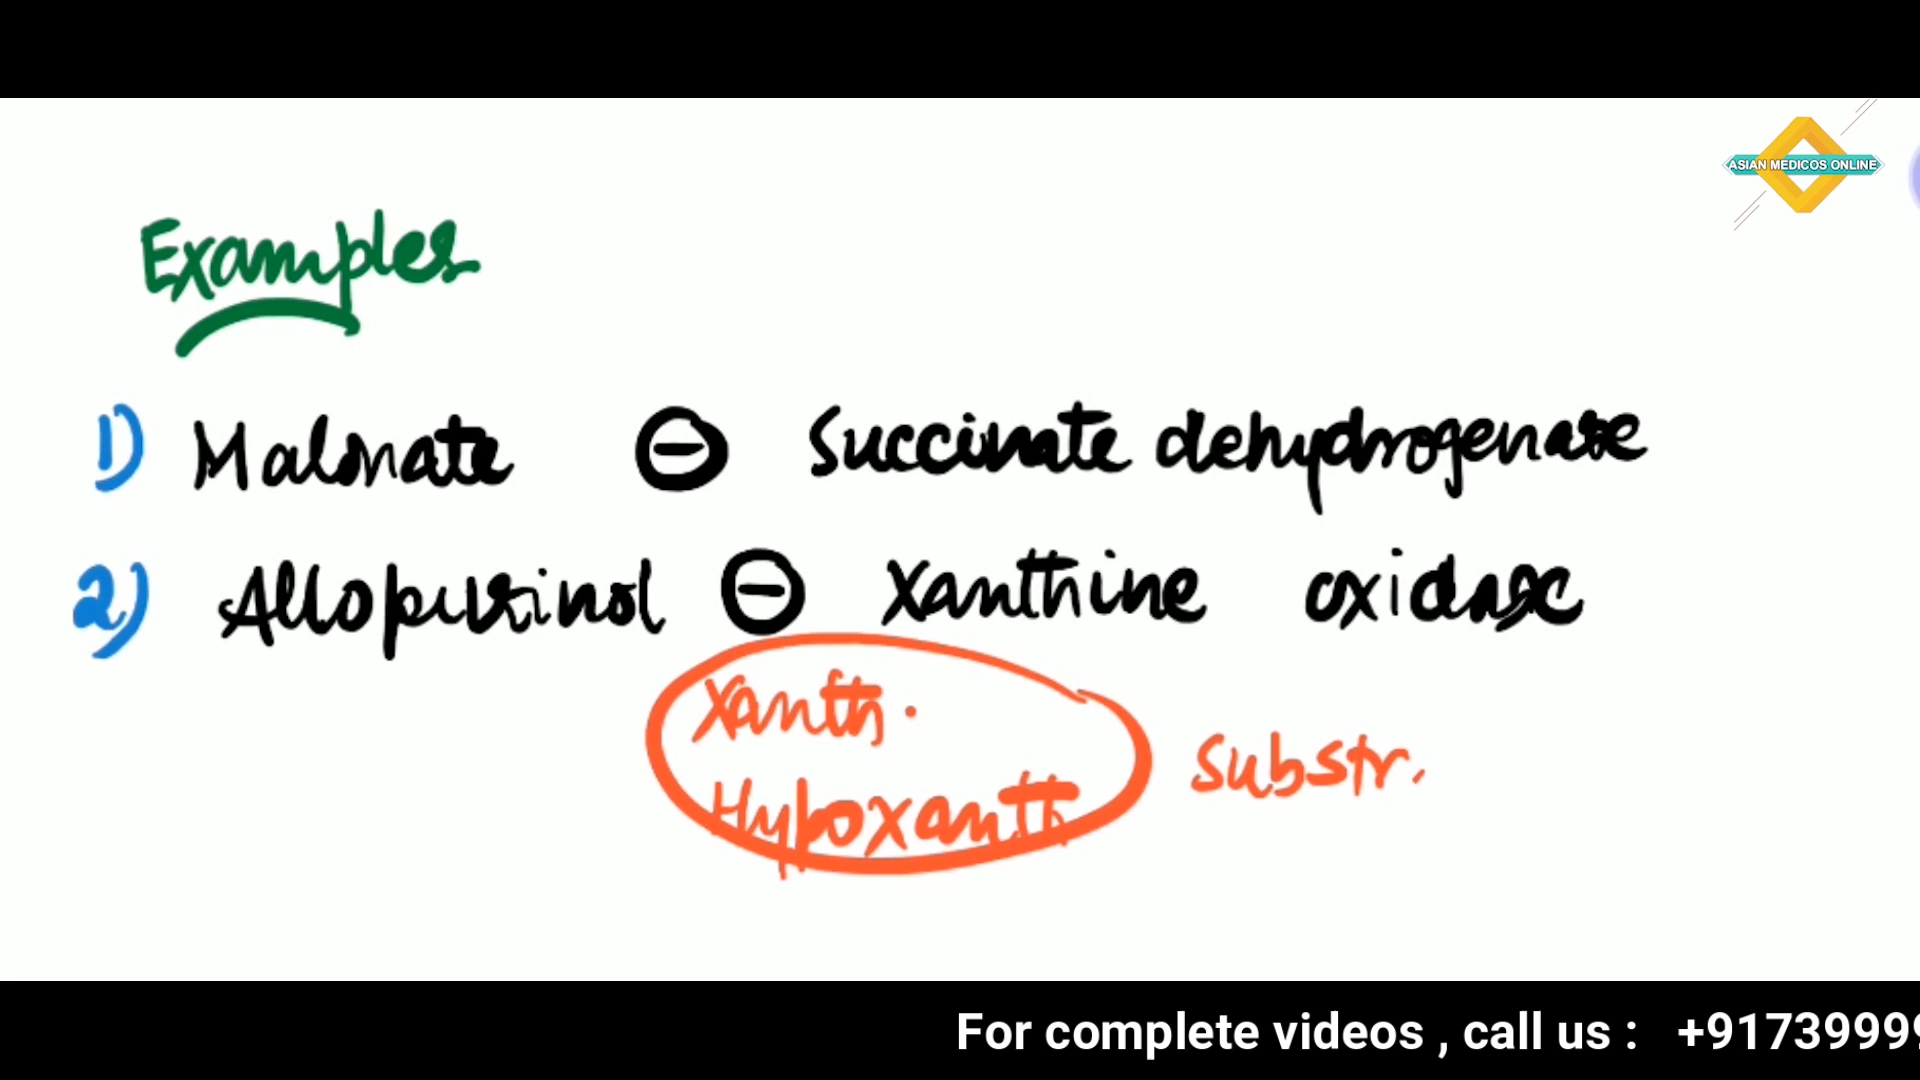 ASIAN MEDICOS ONLINE
Examples
1) Malonate ⊖ Succinate dehydrogenase
2) Allopurinol ⊖ Xanthine oxidase
Xanth.
Hypoxanth
Substr.
For complete videos , call us : +91739999